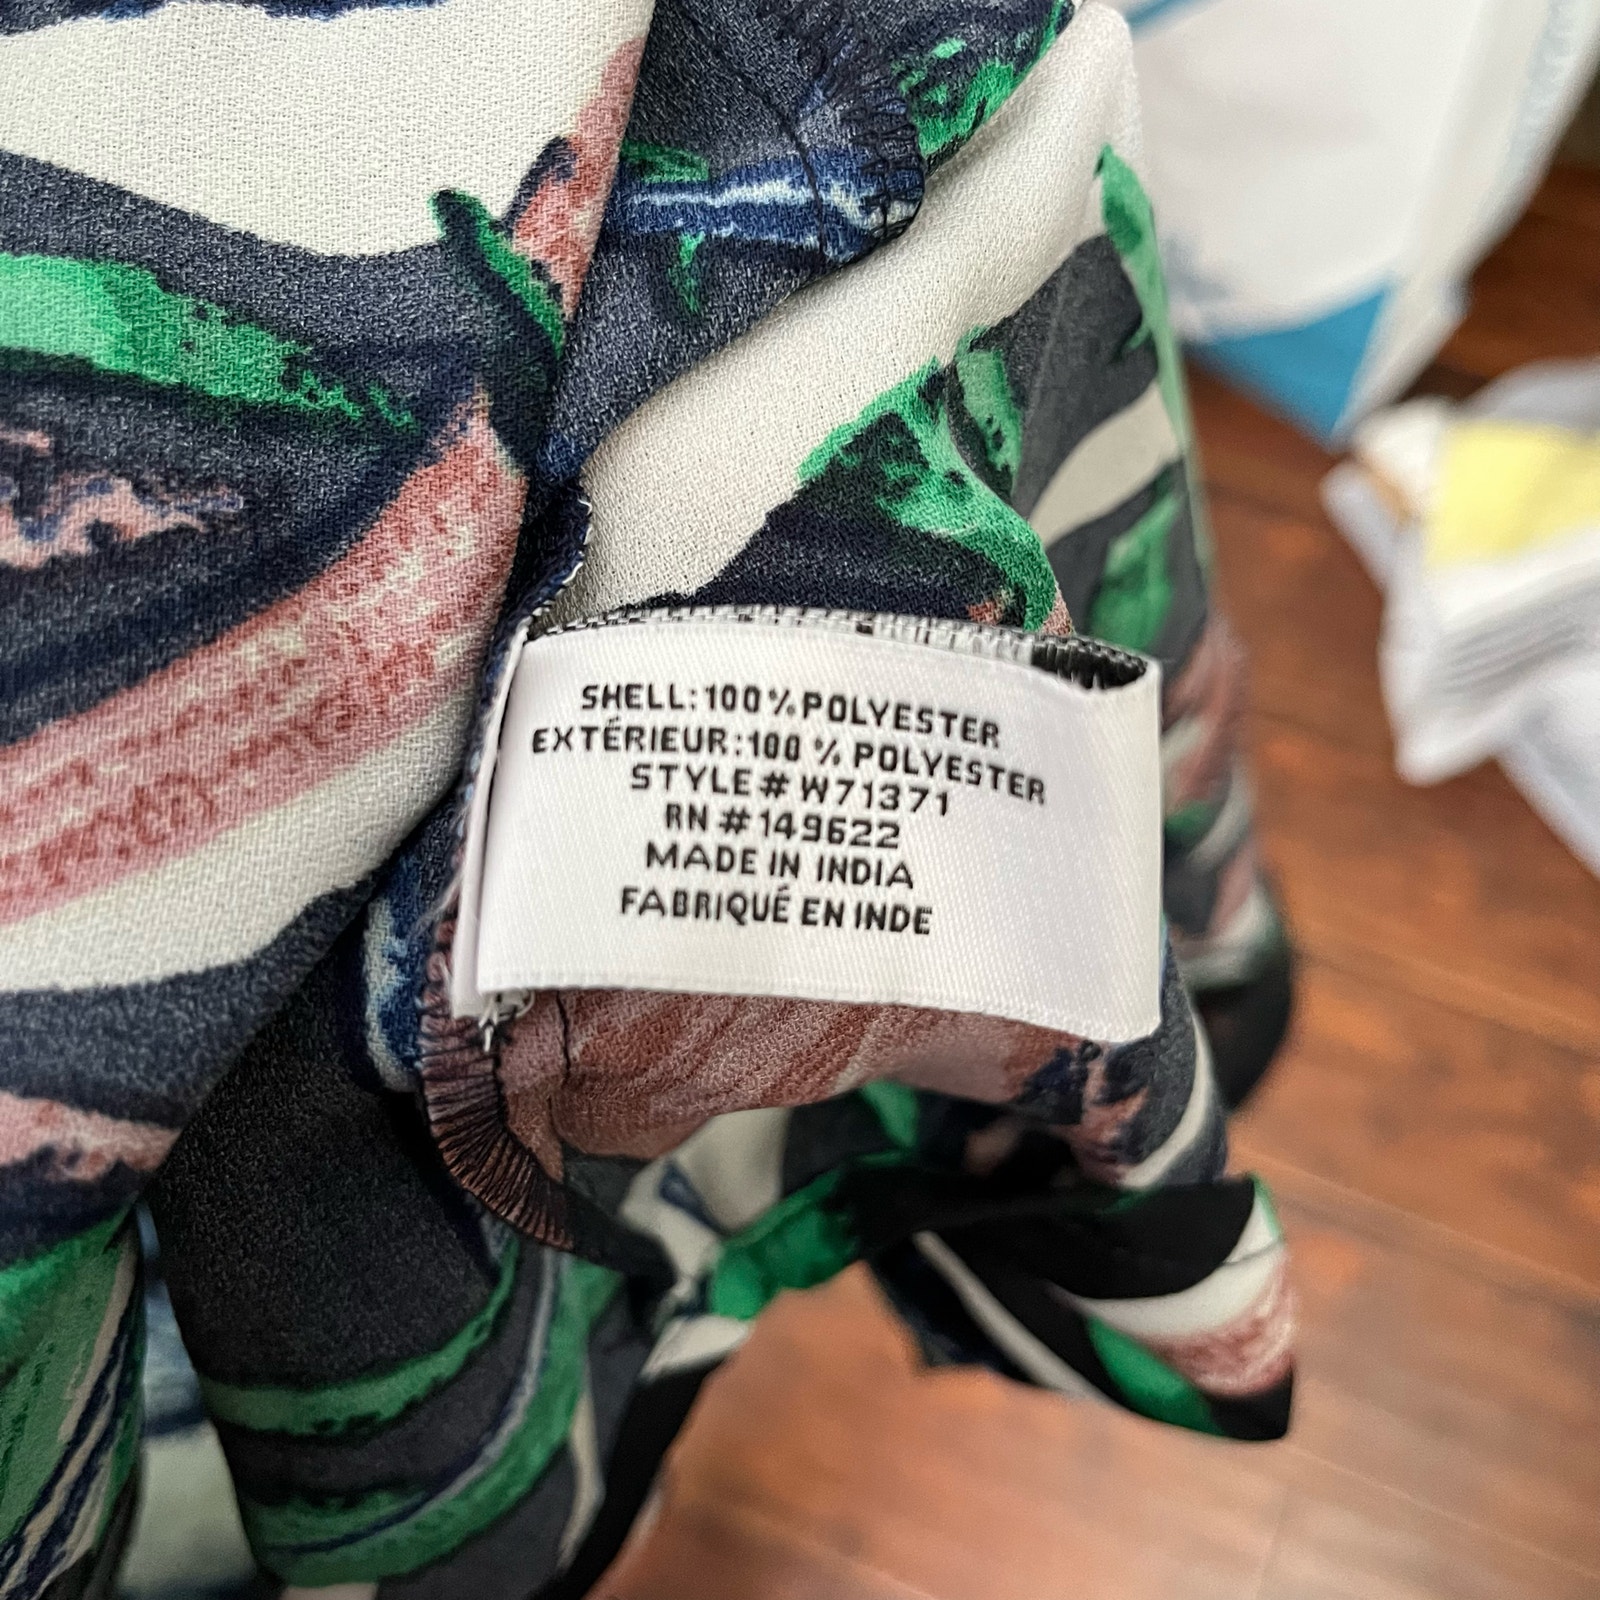 SHELL: 100% POLYESTER
EXTÉRIEUR: 100 % POLYESTER
STYLE # W71371
RN # 149622
MADE IN INDIA
FABRIQUÉ EN INDE